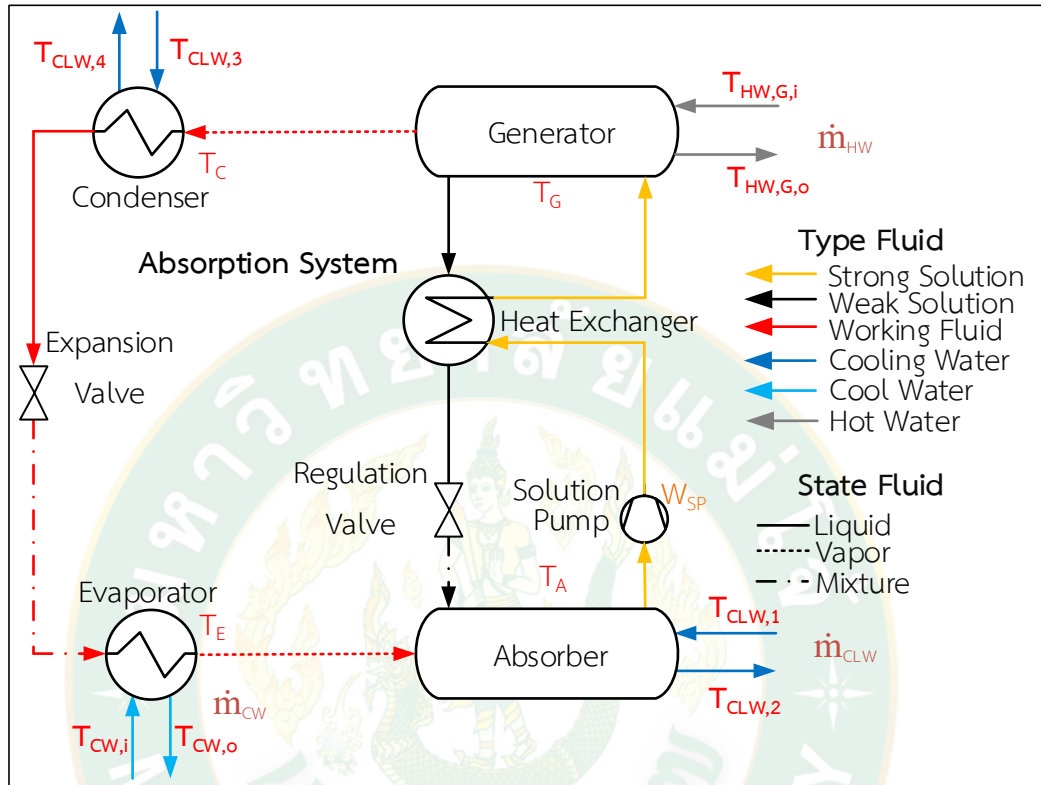 T_CLW,4
T_CLW,3
T_C
Condenser
Generator
T_G
T_HW,G,i
ṁ_HW
T_HW,G,o
Absorption System
Heat Exchanger
Expansion
Valve
Regulation
Valve
Solution
Pump
W_SP
Type Fluid
Strong Solution
Weak Solution
Working Fluid
Cooling Water
Cool Water
Hot Water
State Fluid
Liquid
Vapor
Mixture
Evaporator
T_E
ṁ_CW
T_CW,i
T_CW,o
T_A
Absorber
T_CLW,1
ṁ_CLW
T_CLW,2